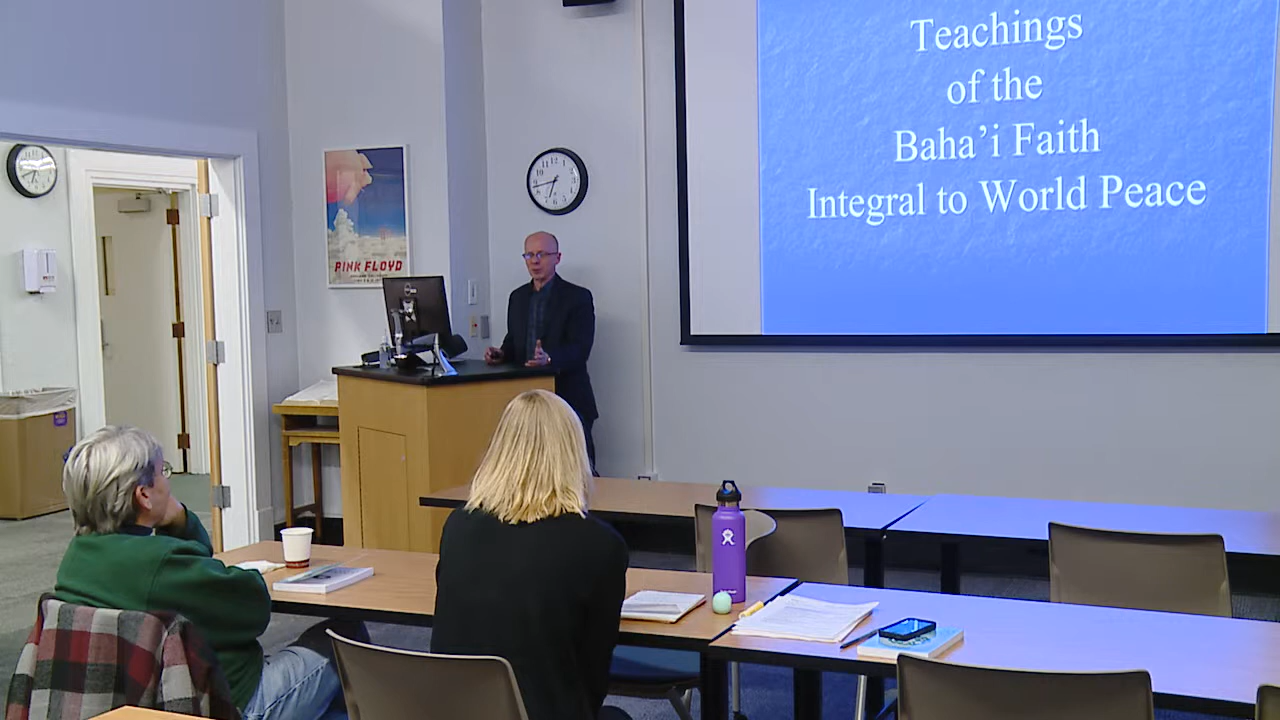 Teachings
of the
Baha’i Faith
Integral to World Peace
PINK FLOYD